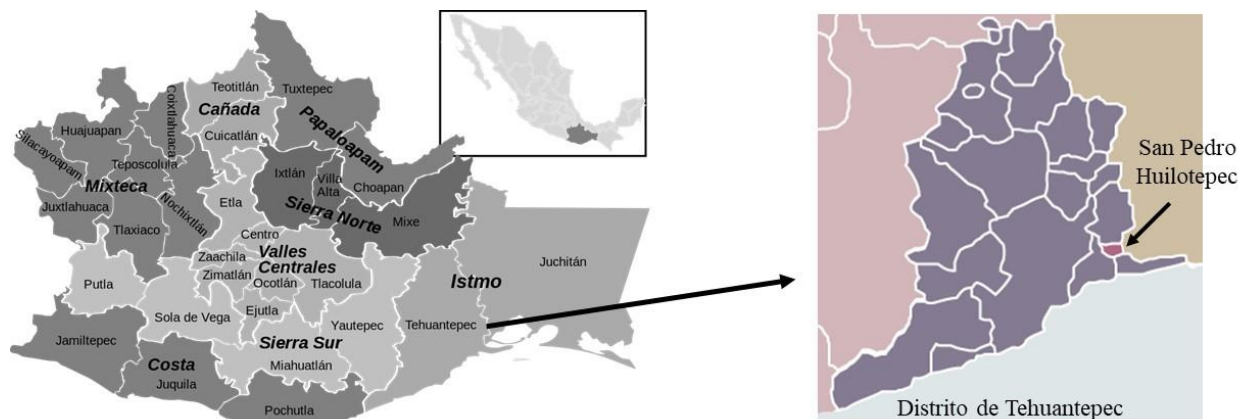 Teotitlán
Cañada
Cuicatlán
Tuxtepec
Papaloapam
Choapan
Coixtlahuaca
Huajuapan
Silacayoapam
Teposcolula
Mixteca
Juxtlahuaca
Nochixtlán
Tlaxiaco
Ixtlán
Villa
Alta
Sierra Norte
Mixe
Etla
Centro
Valles
Centrales
Zaachila
Zimatlán
Ocotlán
Tlacolula
Istmo
Juchitán
Tehuantepec
Putla
Sola de Vega
Ejutla
Yautepec
Sierra Sur
Miahuatlán
Jamiltepec
Costa
Juquila
Pochutla
San Pedro
Huilotepec
Distrito de Tehuantepec